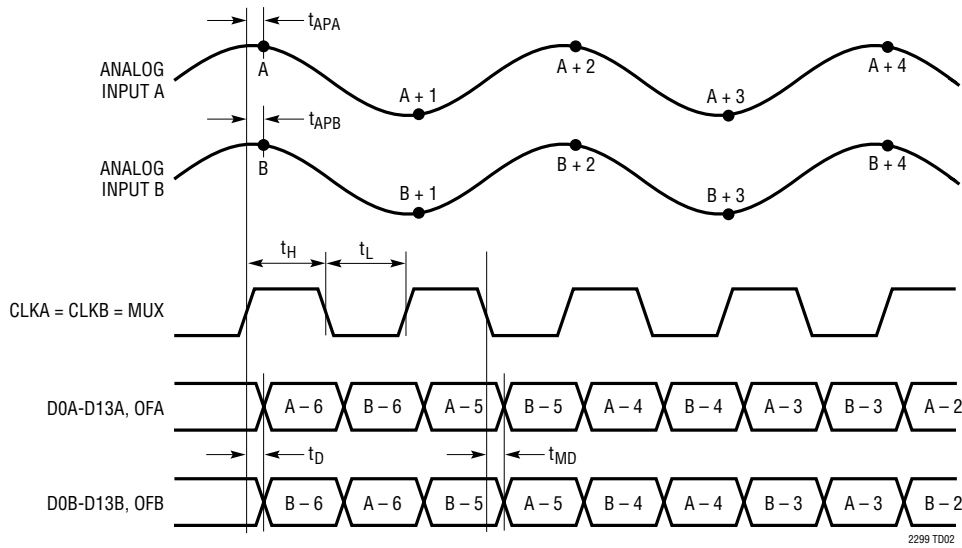 tAPA
ANALOG
INPUT A
A
A + 1
A + 2
A + 3
A + 4
tAPB
ANALOG
INPUT B
B
B + 1
B + 2
B + 3
B + 4
tH
tL
CLKA = CLKB = MUX
D0A-D13A, OFA
A – 6
B – 6
A – 5
B – 5
A – 4
B – 4
A – 3
B – 3
A – 2
tD
tMD
D0B-D13B, OFB
B – 6
A – 6
B – 5
A – 5
B – 4
A – 4
B – 3
A – 3
B – 2
2299 TD02